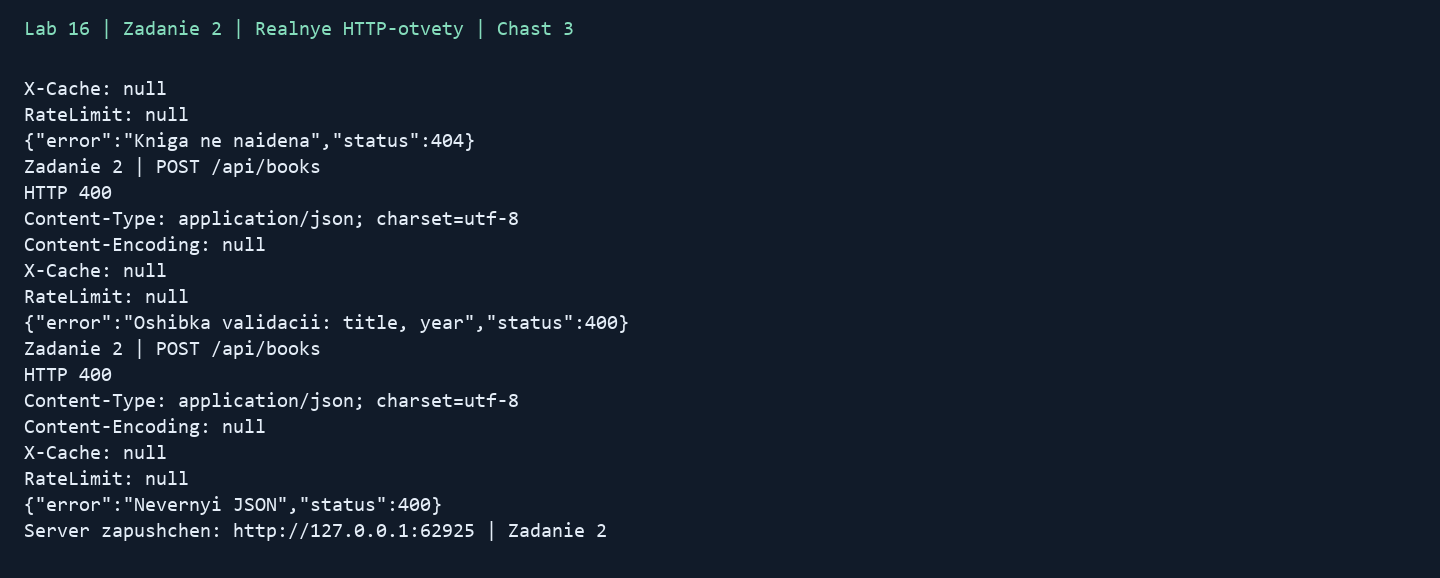 Lab 16 | Zadanie 2 | Realnye HTTP-otvety | Chast 3
X-Cache: null
RateLimit: null
{"error":"Kniga ne naidena","status":404}
Zadanie 2 | POST /api/books
HTTP 400
Content-Type: application/json; charset=utf-8
Content-Encoding: null
X-Cache: null
RateLimit: null
{"error":"Oshibka validacii: title, year","status":400}
Zadanie 2 | POST /api/books
HTTP 400
Content-Type: application/json; charset=utf-8
Content-Encoding: null
X-Cache: null
RateLimit: null
{"error":"Nevernyi JSON","status":400}
Server zapushchen: http://127.0.0.1:62925 | Zadanie 2